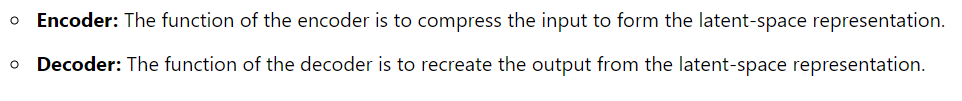 ○ Encoder: The function of the encoder is to compress the input to form the latent-space representation.
○ Decoder: The function of the decoder is to recreate the output from the latent-space representation.